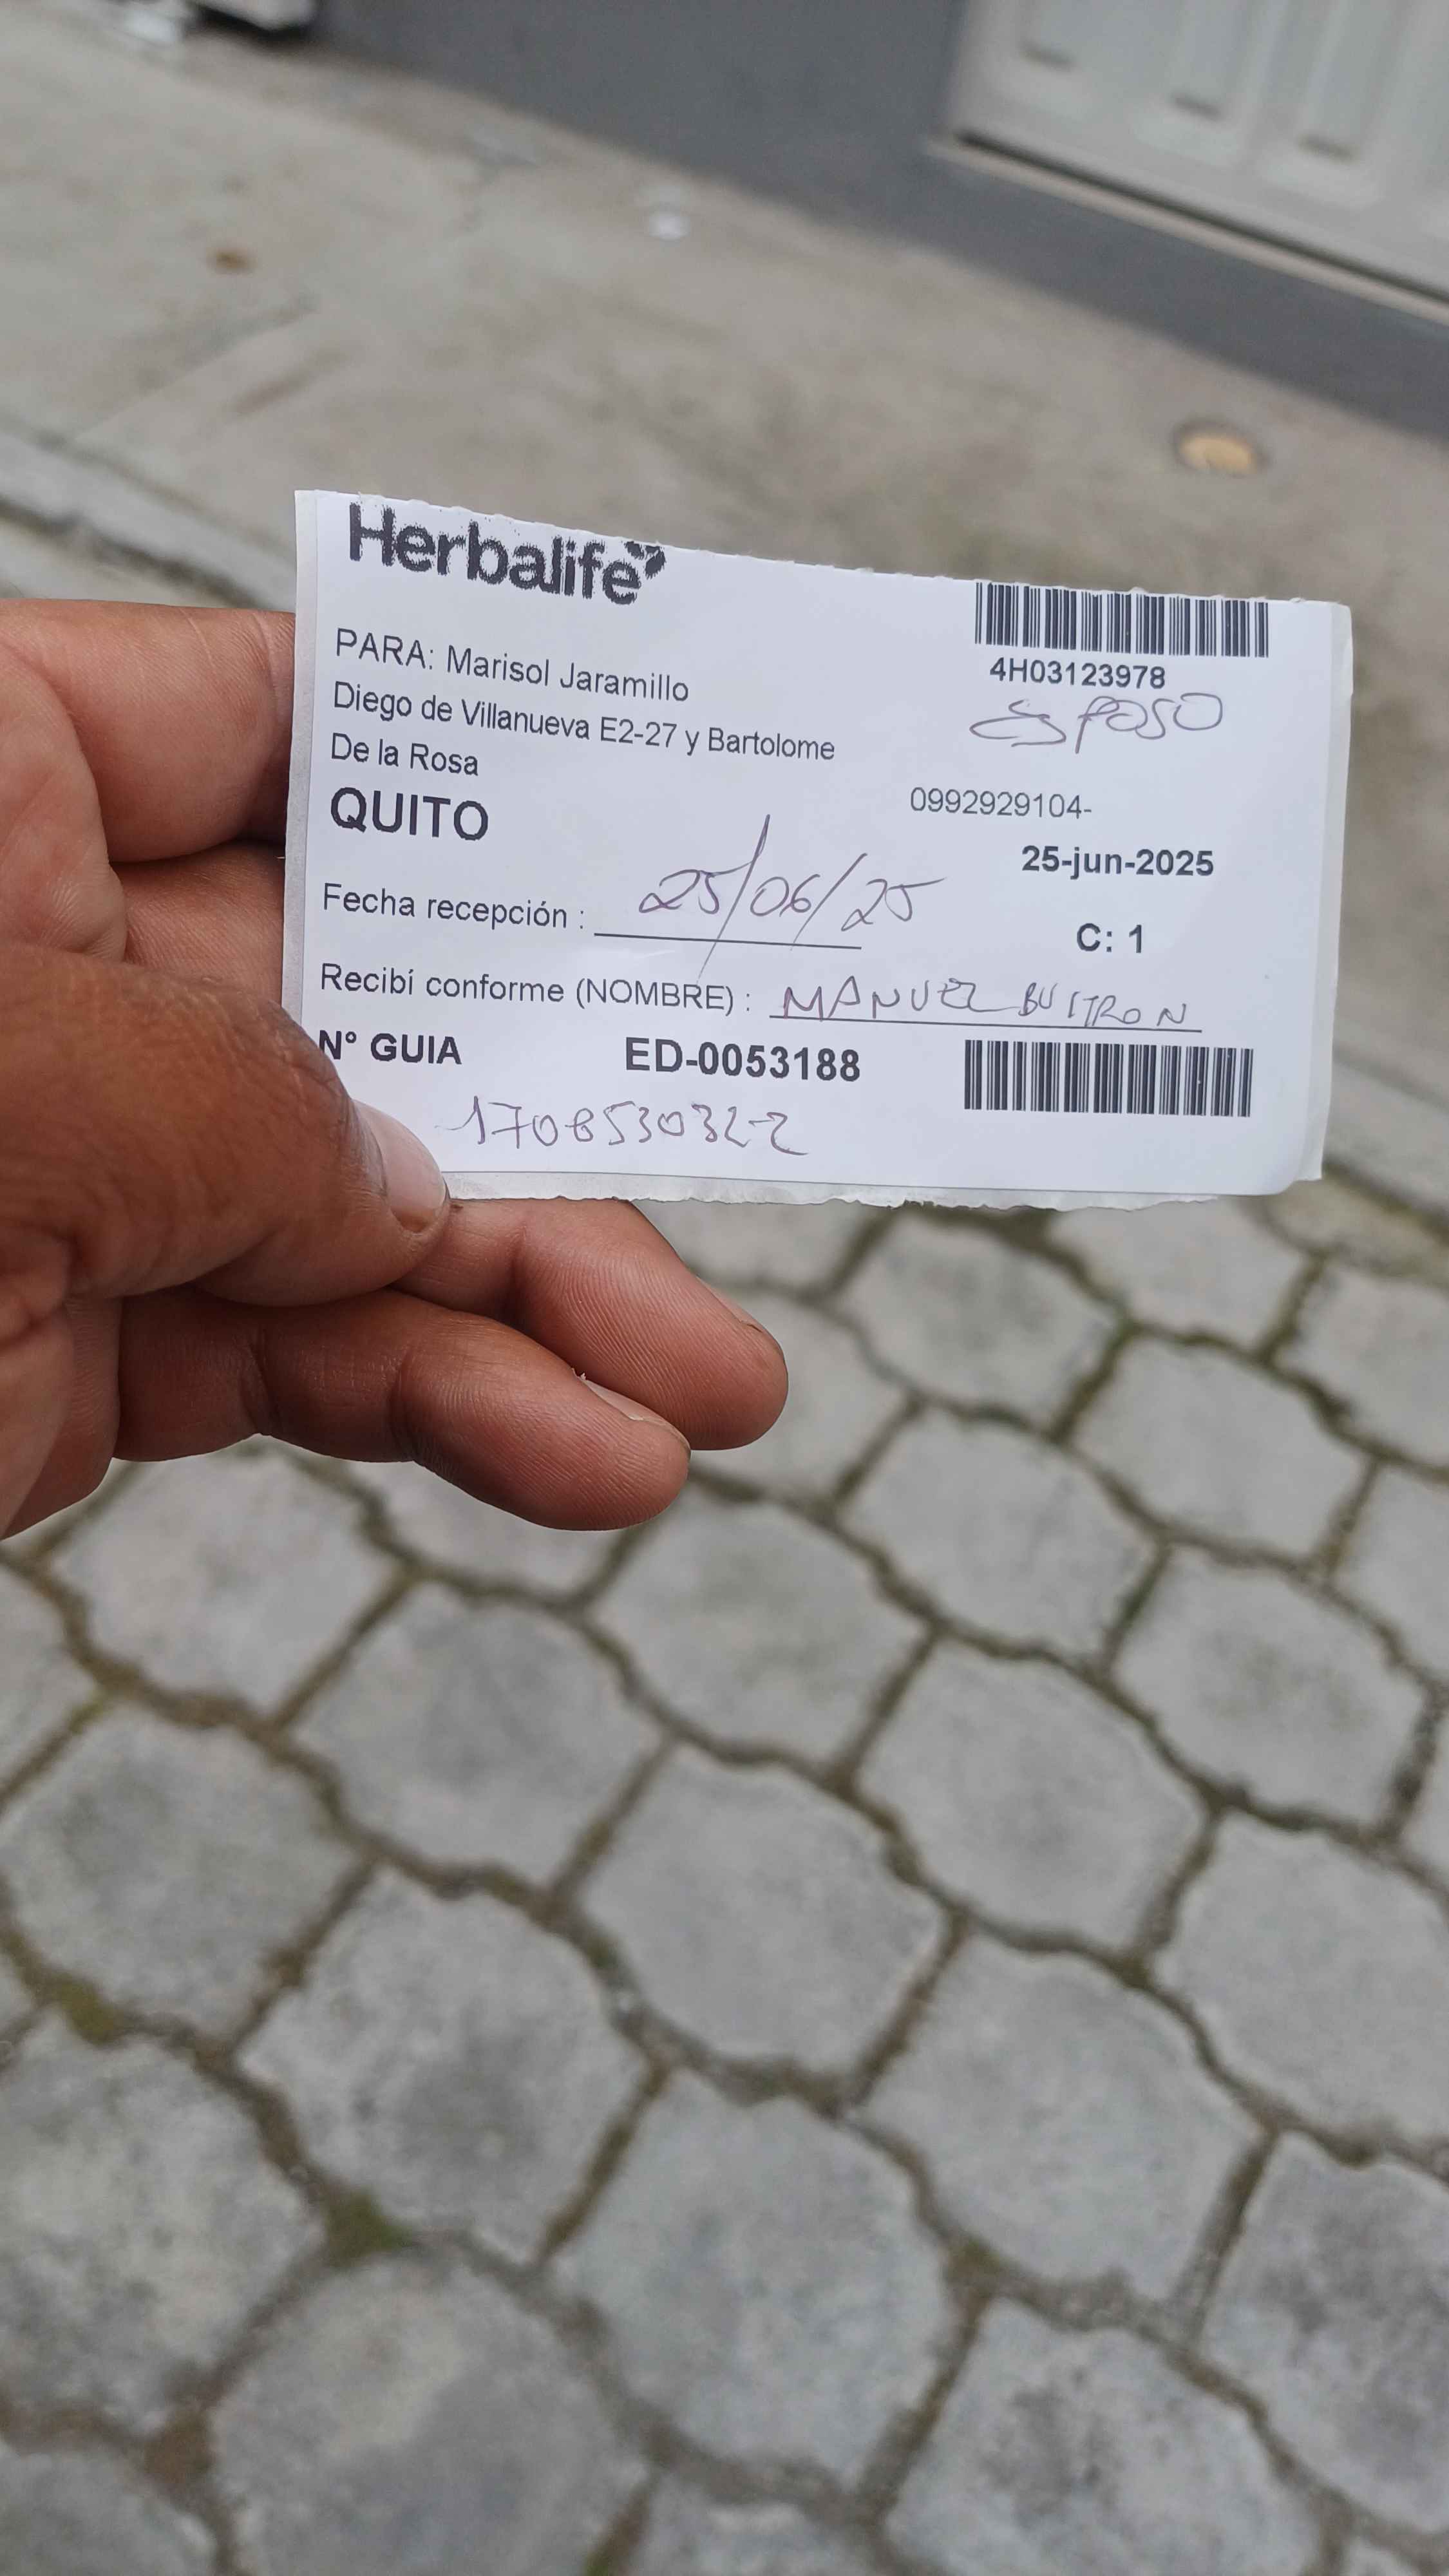 Herbalife
4H03123978
PARA: Marisol Jaramillo
esposo
Diego de Villanueva E2-27 y Bartolome
De la Rosa
0992929104-
QUITO
25-jun-2025
Fecha recepción : 25/06/25
C: 1
Recibí conforme (NOMBRE) : MANUEL BUITRON
N° GUIA ED-0053188
1708530322